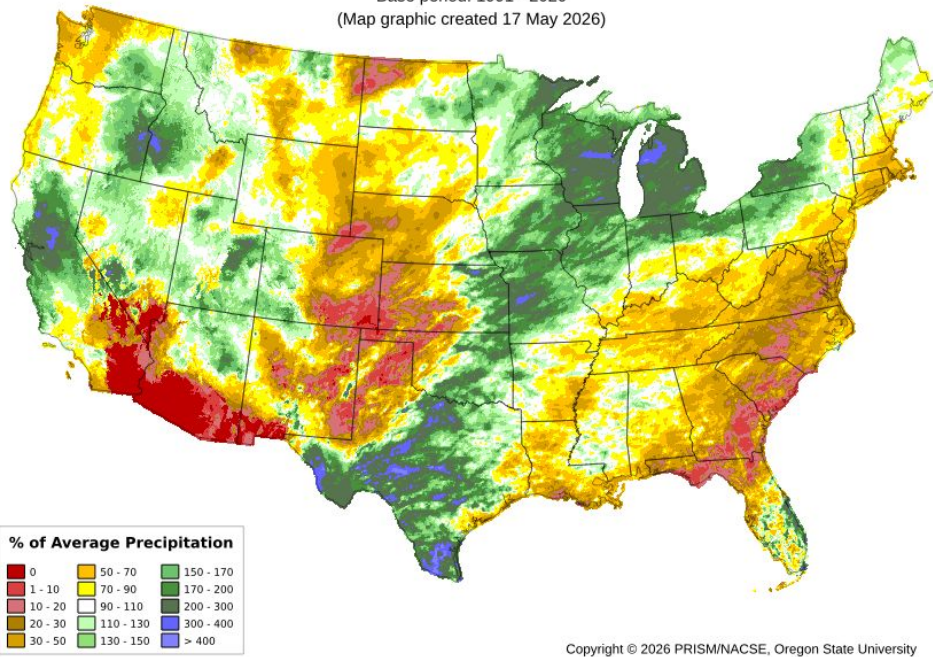 (Map graphic created 17 May 2026)
% of Average Precipitation
0
1 - 10
10 - 20
20 - 30
30 - 50
50 - 70
70 - 90
90 - 110
110 - 130
130 - 150
150 - 170
170 - 200
200 - 300
300 - 400
> 400
Copyright © 2026 PRISM/NACSE, Oregon State University